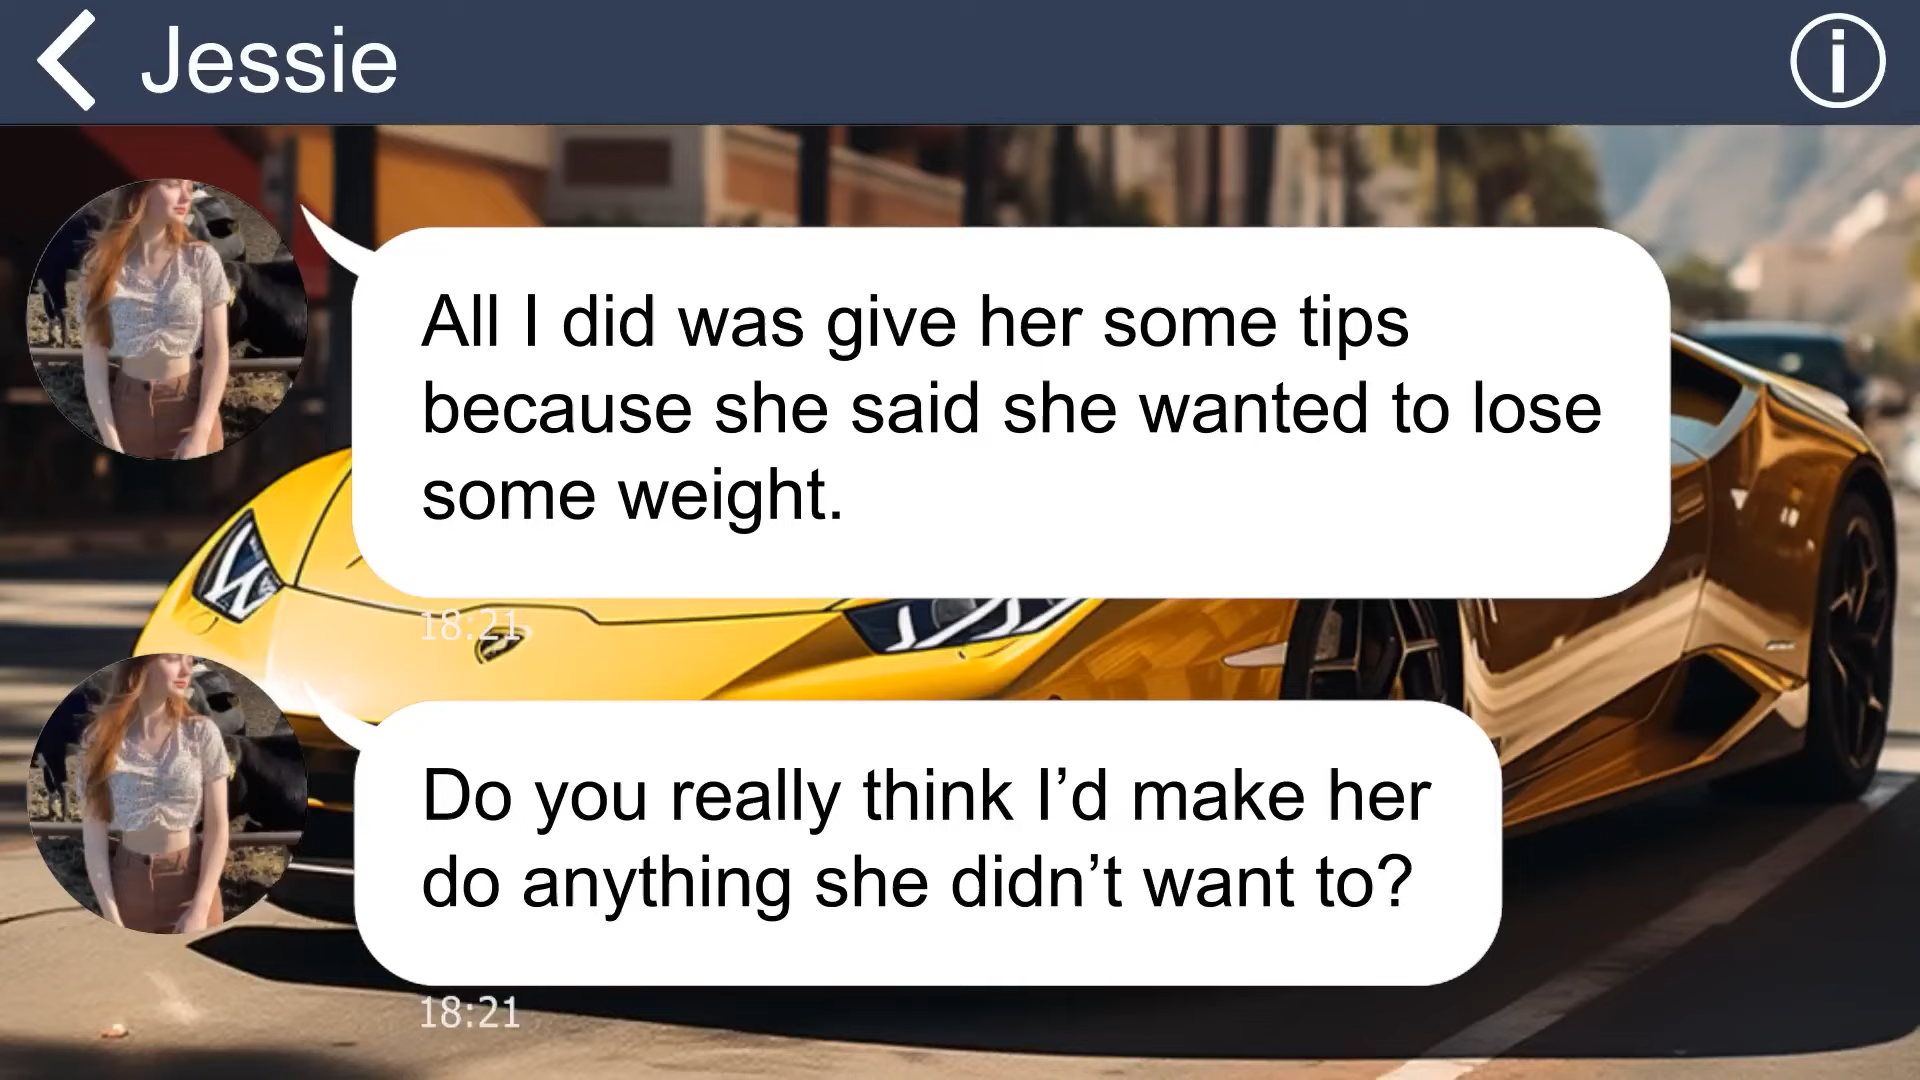 Jessie
All I did was give her some tips
because she said she wanted to lose
some weight.
18:21
Do you really think I’d make her
do anything she didn’t want to?
18:21